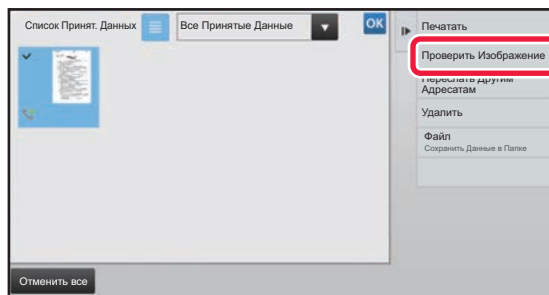 Список Принят. Данных
Все Принятые Данные
OK
Печатать
Проверить Изображение
Переслать Другим
Адресатам
Удалить
Файл
Сохранить Данные в Папке
Отменить все